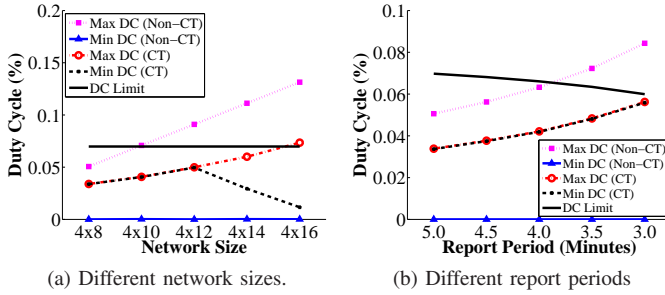 0.2
0.15
0.1
0.05
0
Duty Cycle (%)
Max DC (Non−CT)
Min DC (Non−CT)
Max DC (CT)
Min DC (CT)
DC Limit
4x8 4x10 4x12 4x14 4x16
Network Size
(a) Different network sizes.
0.1
0.08
0.06
0.04
0.02
0
Duty Cycle (%)
Max DC (Non−CT)
Min DC (Non−CT)
Max DC (CT)
Min DC (CT)
DC Limit
5.0 4.5 4.0 3.5 3.0
Report Period (Minutes)
(b) Different report periods